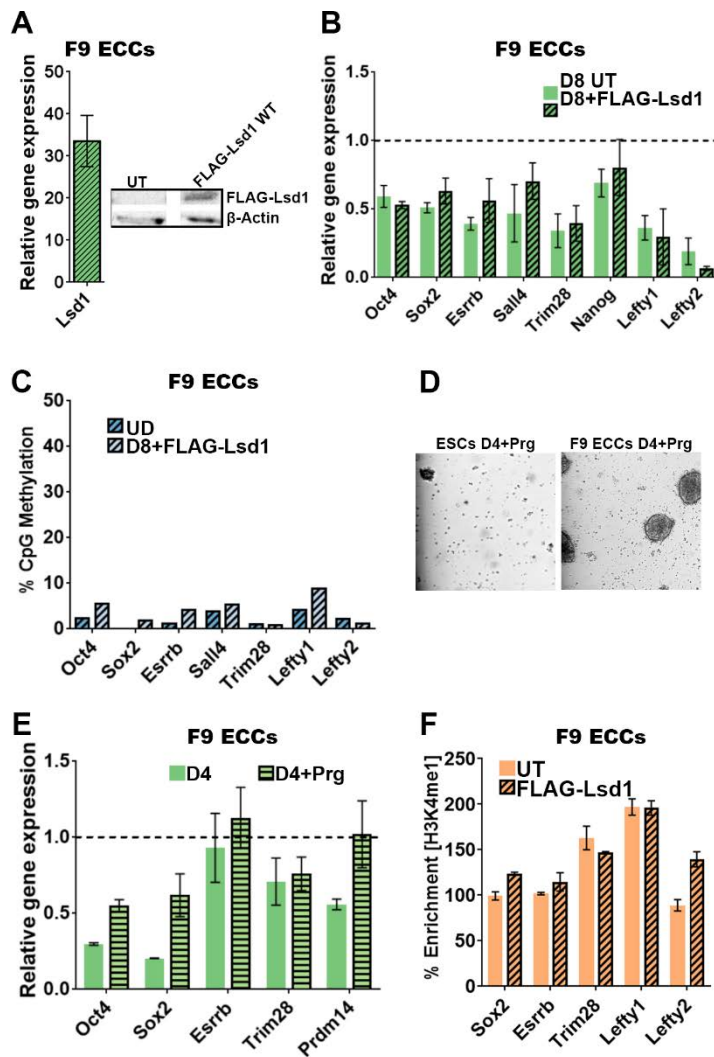 A
F9 ECCs
Relative gene expression
50
40
30
20
10
0
Lsd1
UT
FLAG-Lsd1 WT
FLAG-Lsd1
β-Actin
B
F9 ECCs
Relative gene expression
1.5
1.0
0.5
0.0
D8 UT
D8+FLAG-Lsd1
Oct4
Sox2
Esrrb
Sall4
Trim28
Nanog
Lefty1
Lefty2
C
F9 ECCs
% CpG Methylation
50
40
30
20
10
0
UD
D8+FLAG-Lsd1
Oct4
Sox2
Esrrb
Sall4
Trim28
Lefty1
Lefty2
D
ESCs D4+Prg
F9 ECCs D4+Prg
E
F9 ECCs
Relative gene expression
1.5
1.0
0.5
0.0
D4
D4+Prg
Oct4
Sox2
Esrrb
Trim28
Prdm14
F
F9 ECCs
% Enrichment [H3K4me1]
250
200
150
100
50
0
UT
FLAG-Lsd1
Sox2
Esrrb
Trim28
Lefty1
Lefty2